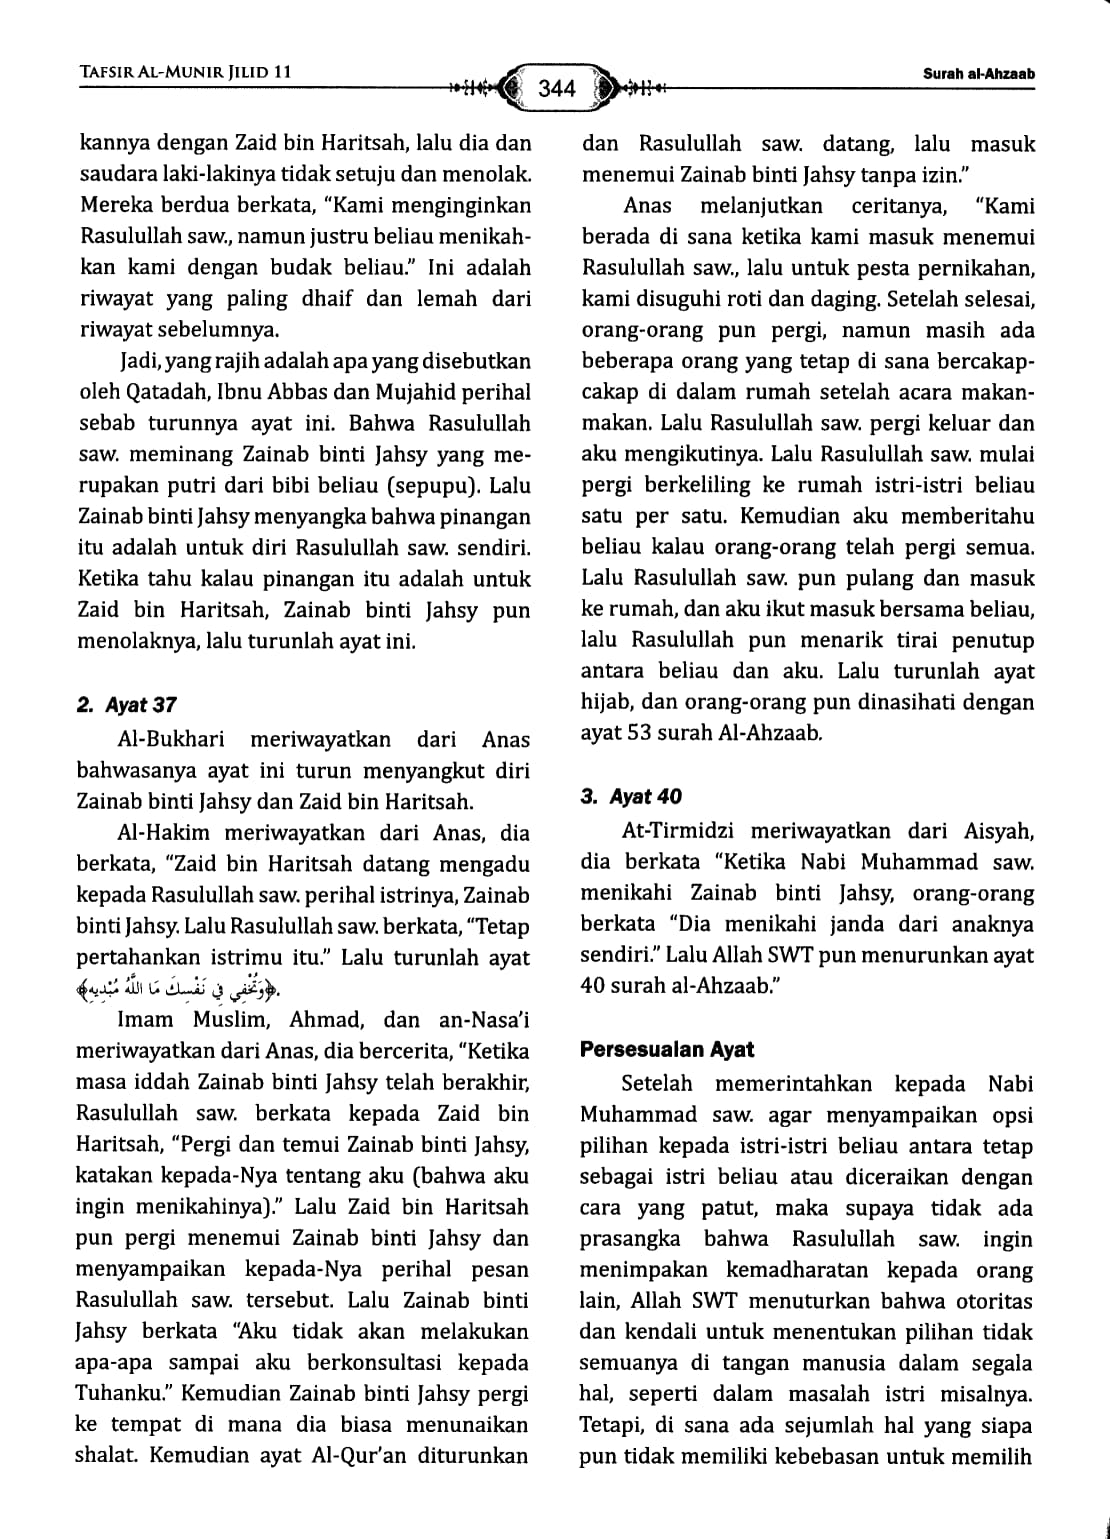 TAFSIR AL-MUNIR JILID 11
344
Surah al-Ahzaab
kannya dengan Zaid bin Haritsah, lalu dia dan
saudara laki-lakinya tidak setuju dan menolak.
Mereka berdua berkata, “Kami menginginkan
Rasulullah saw., namun justru beliau menikah-
kan kami dengan budak beliau.” Ini adalah
riwayat yang paling dhaif dan lemah dari
riwayat sebelumnya.
Jadi, yang rajih adalah apa yang disebutkan
oleh Qatadah, Ibnu Abbas dan Mujahid perihal
sebab turunnya ayat ini. Bahwa Rasulullah
saw. meminang Zainab binti Jahsy yang me-
rupakan putri dari bibi beliau (sepupu). Lalu
Zainab binti Jahsy menyangka bahwa pinangan
itu adalah untuk diri Rasulullah saw. sendiri.
Ketika tahu kalau pinangan itu adalah untuk
Zaid bin Haritsah, Zainab binti Jahsy pun
menolaknya, lalu turunlah ayat ini.
2. Ayat 37
Al-Bukhari meriwayatkan dari Anas
bahwasanya ayat ini turun menyangkut diri
Zainab binti Jahsy dan Zaid bin Haritsah.
Al-Hakim meriwayatkan dari Anas, dia
berkata, “Zaid bin Haritsah datang mengadu
kepada Rasulullah saw. perihal istrinya, Zainab
binti Jahsy. Lalu Rasulullah saw. berkata, “Tetap
pertahankan istrimu itu.” Lalu turunlah ayat
﴿وَتُخْفِي فِي نَفْسِكَ مَا اللَّهُ مُبْدِيهِ﴾.
Imam Muslim, Ahmad, dan an-Nasa’i
meriwayatkan dari Anas, dia bercerita, “Ketika
masa iddah Zainab binti Jahsy telah berakhir,
Rasulullah saw. berkata kepada Zaid bin
Haritsah, “Pergi dan temui Zainab binti Jahsy,
katakan kepada-Nya tentang aku (bahwa aku
ingin menikahinya).” Lalu Zaid bin Haritsah
pun pergi menemui Zainab binti Jahsy dan
menyampaikan kepada-Nya perihal pesan
Rasulullah saw. tersebut. Lalu Zainab binti
Jahsy berkata “Aku tidak akan melakukan
apa-apa sampai aku berkonsultasi kepada
Tuhanku.” Kemudian Zainab binti Jahsy pergi
ke tempat di mana dia biasa menunaikan
shalat. Kemudian ayat Al-Qur’an diturunkan
dan Rasulullah saw. datang, lalu masuk
menemui Zainab binti Jahsy tanpa izin.”
Anas melanjutkan ceritanya, “Kami
berada di sana ketika kami masuk menemui
Rasulullah saw., lalu untuk pesta pernikahan,
kami disuguhi roti dan daging. Setelah selesai,
orang-orang pun pergi, namun masih ada
beberapa orang yang tetap di sana bercakap-
cakap di dalam rumah setelah acara makan-
makan. Lalu Rasulullah saw. pergi keluar dan
aku mengikutinya. Lalu Rasulullah saw. mulai
pergi berkeliling ke rumah istri-istri beliau
satu per satu. Kemudian aku memberitahu
beliau kalau orang-orang telah pergi semua.
Lalu Rasulullah saw. pun pulang dan masuk
ke rumah, dan aku ikut masuk bersama beliau,
lalu Rasulullah pun menarik tirai penutup
antara beliau dan aku. Lalu turunlah ayat
hijab, dan orang-orang pun dinasihati dengan
ayat 53 surah Al-Ahzaab.
3. Ayat 40
At-Tirmidzi meriwayatkan dari Aisyah,
dia berkata “Ketika Nabi Muhammad saw.
menikahi Zainab binti Jahsy, orang-orang
berkata “Dia menikahi janda dari anaknya
sendiri.” Lalu Allah SWT pun menurunkan ayat
40 surah al-Ahzaab.”
Persesualan Ayat
Setelah memerintahkan kepada Nabi
Muhammad saw. agar menyampaikan opsi
pilihan kepada istri-istri beliau antara tetap
sebagai istri beliau atau diceraikan dengan
cara yang patut, maka supaya tidak ada
prasangka bahwa Rasulullah saw. ingin
menimpakan kemadharatan kepada orang
lain, Allah SWT menuturkan bahwa otoritas
dan kendali untuk menentukan pilihan tidak
semuanya di tangan manusia dalam segala
hal, seperti dalam masalah istri misalnya.
Tetapi, di sana ada sejumlah hal yang siapa
pun tidak memiliki kebebasan untuk memilih